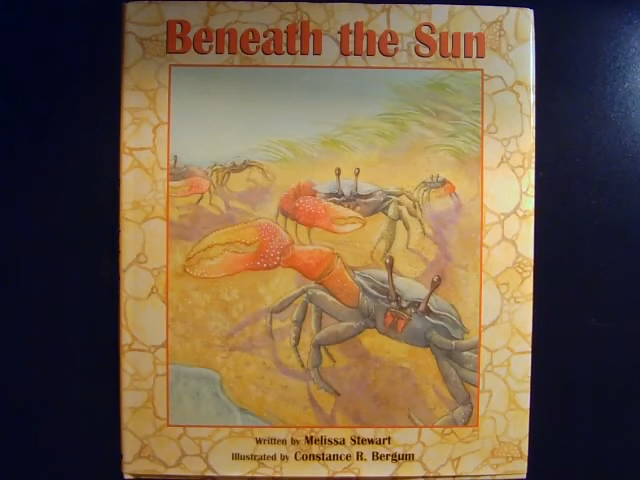 Beneath the Sun
Written by Melissa Stewart
Illustrated by Constance R. Bergum